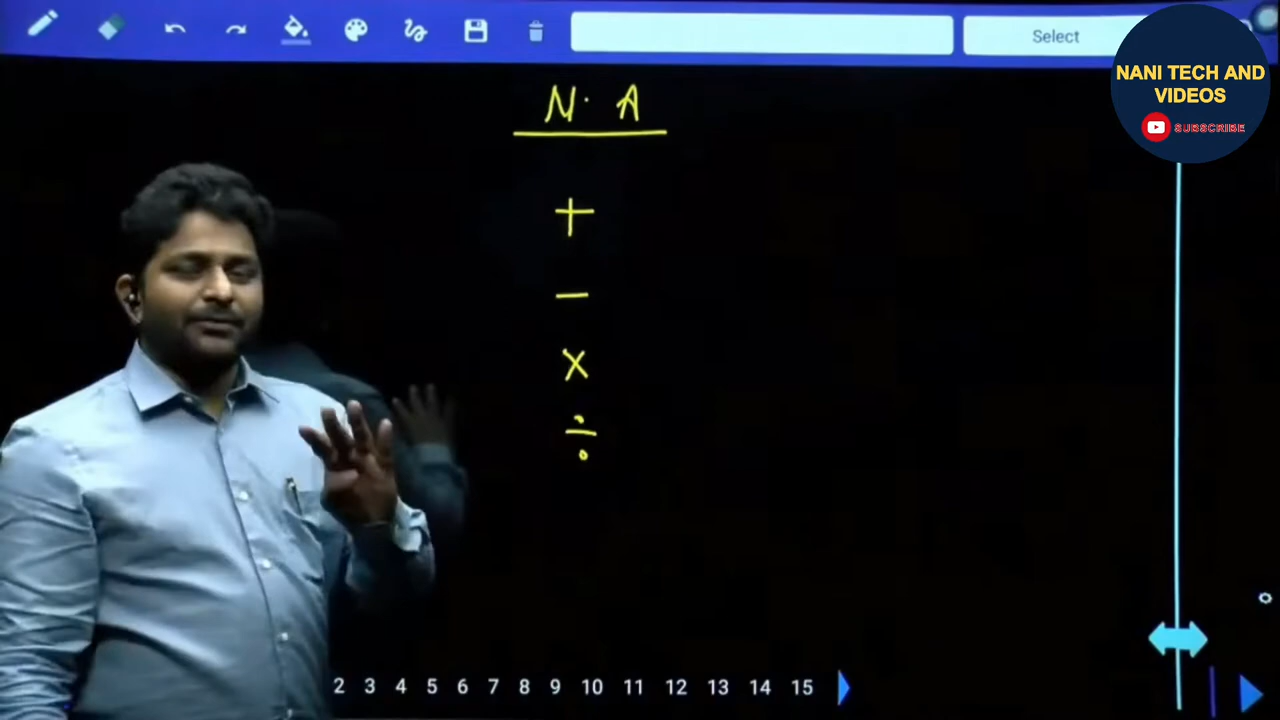 Select
NANI TECH AND
VIDEOS
SUBSCRIBE
N. A
+
-
×
÷
2 3 4 5 6 7 8 9 10 11 12 13 14 15